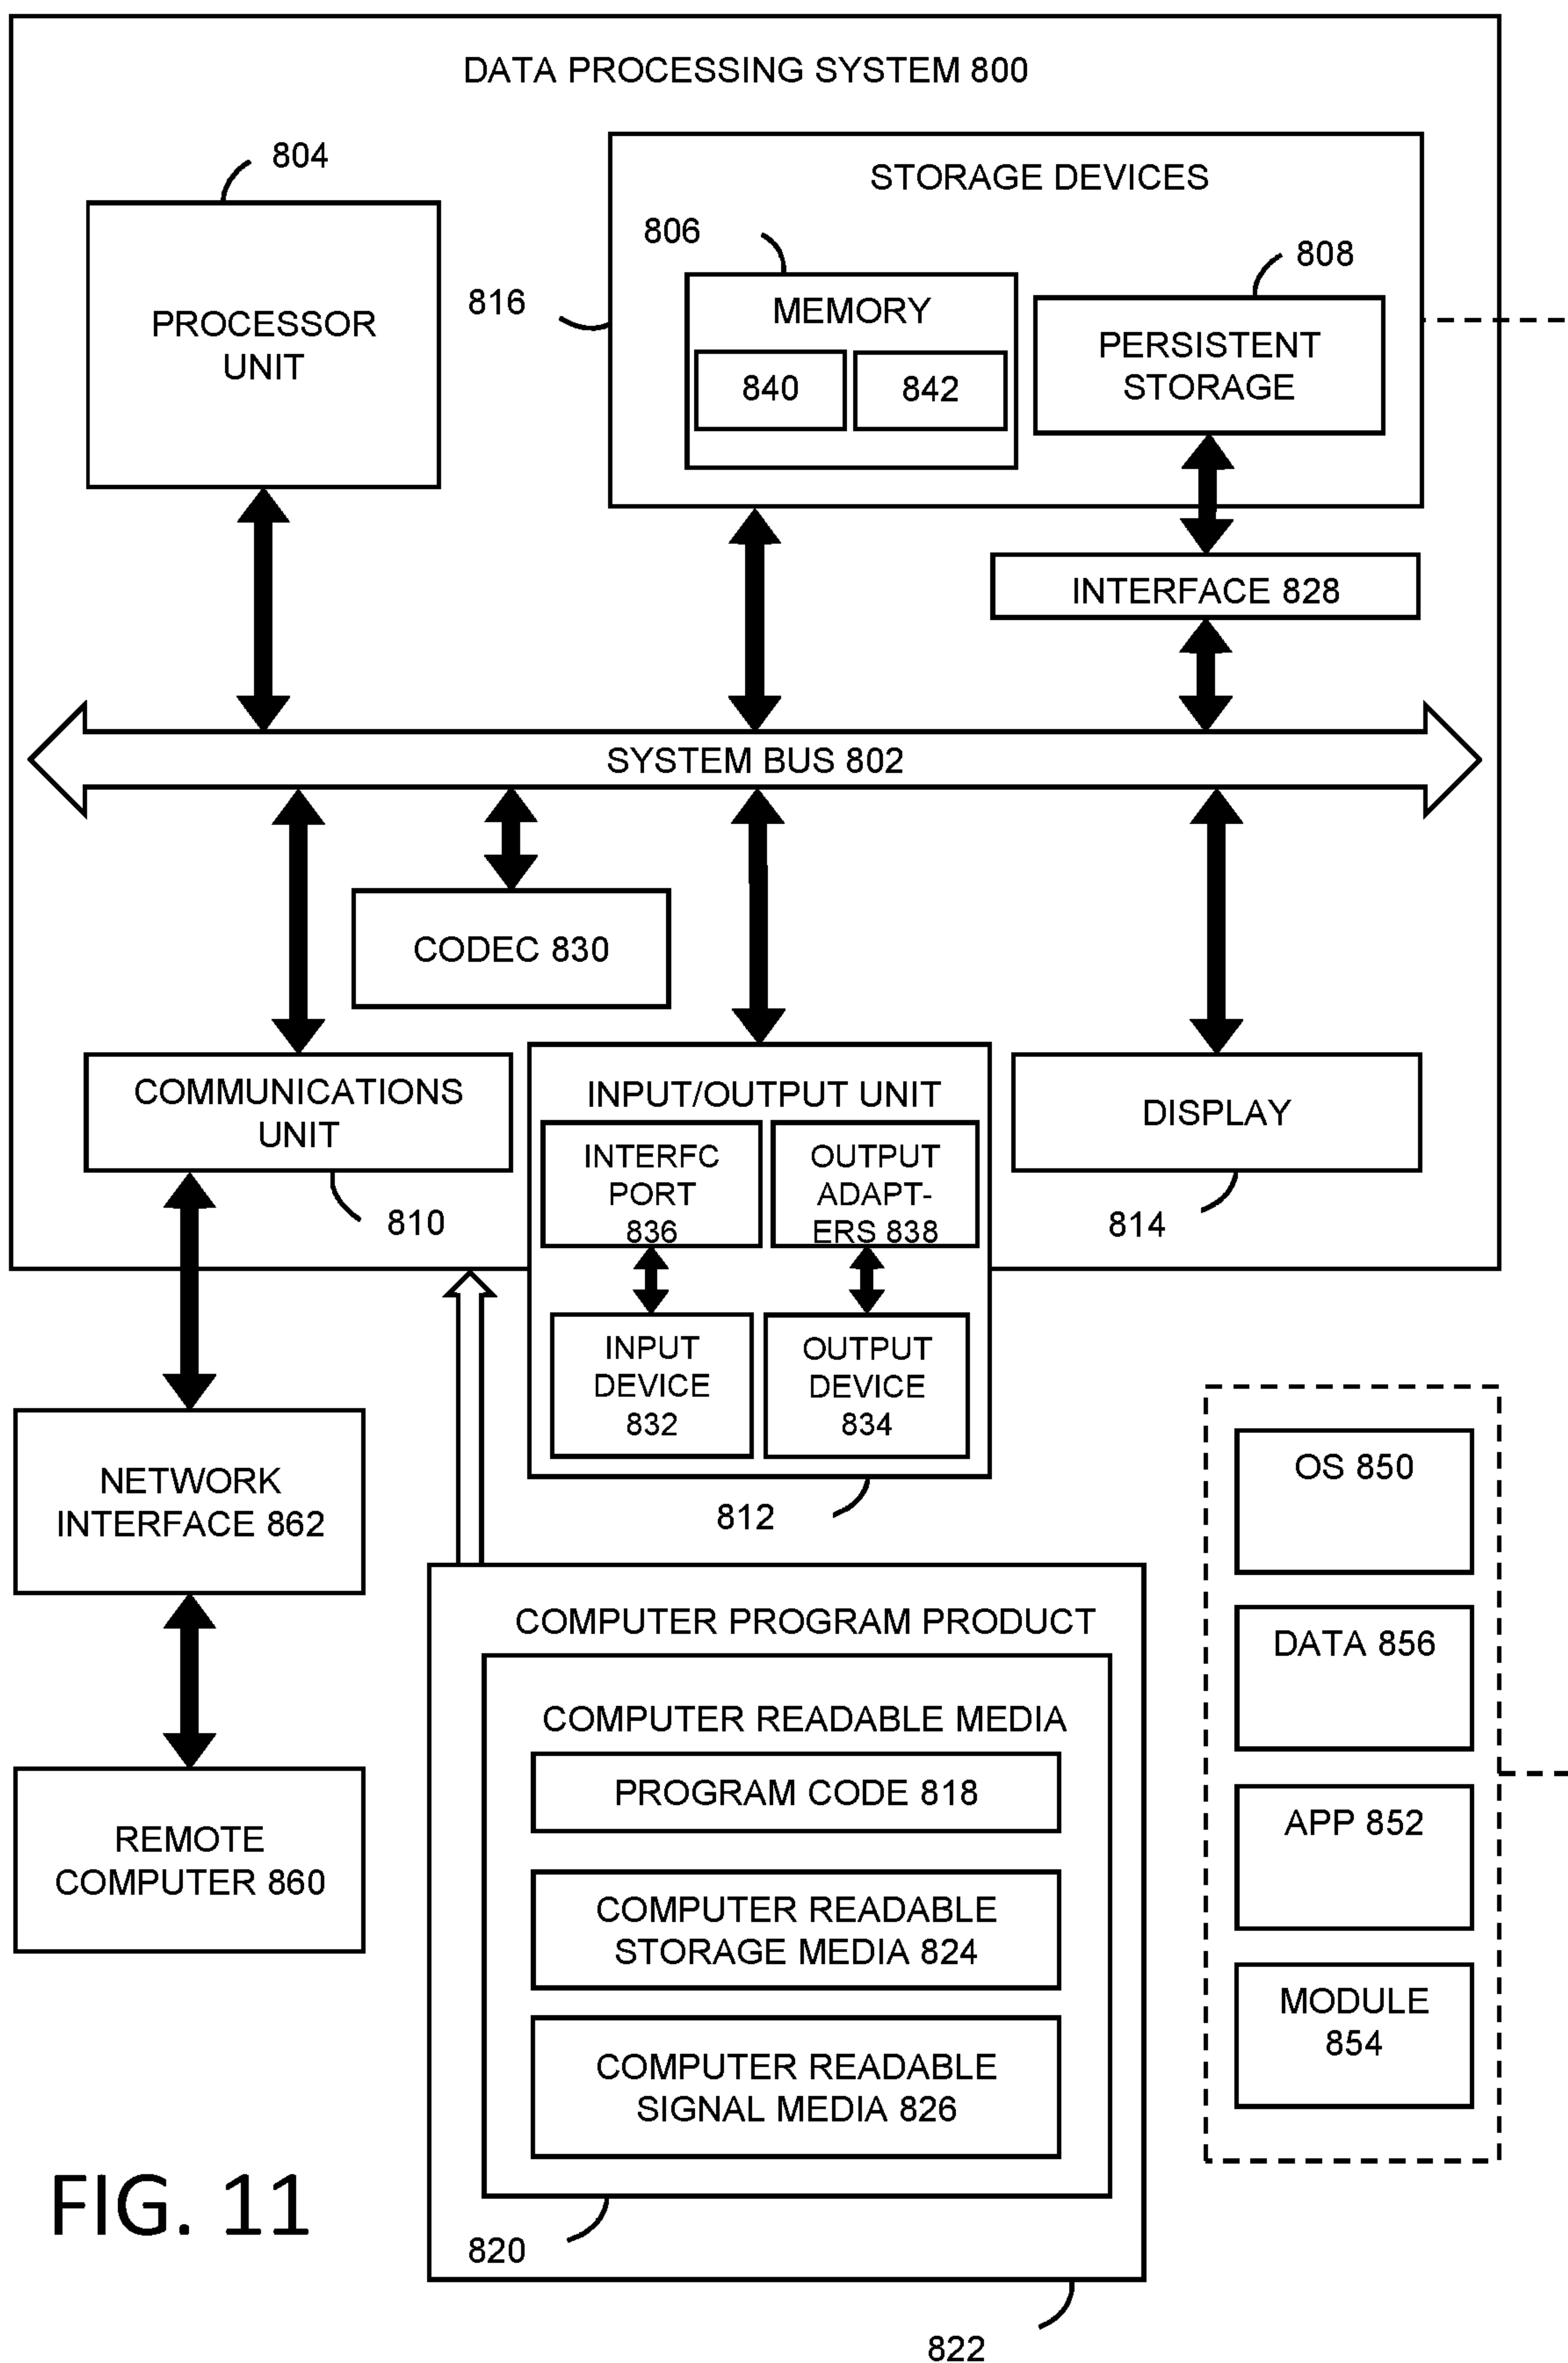 DATA PROCESSING SYSTEM 800
804
PROCESSOR
UNIT
STORAGE DEVICES
806
808
816
MEMORY
840
842
PERSISTENT
STORAGE
INTERFACE 828
SYSTEM BUS 802
CODEC 830
COMMUNICATIONS
UNIT
810
INPUT/OUTPUT UNIT
INTERFC
PORT
836
OUTPUT
ADAPT-
ERS 838
DISPLAY
814
INPUT
DEVICE
832
OUTPUT
DEVICE
834
812
NETWORK
INTERFACE 862
REMOTE
COMPUTER 860
COMPUTER PROGRAM PRODUCT
COMPUTER READABLE MEDIA
PROGRAM CODE 818
COMPUTER READABLE
STORAGE MEDIA 824
COMPUTER READABLE
SIGNAL MEDIA 826
820
822
OS 850
DATA 856
APP 852
MODULE
854
FIG. 11